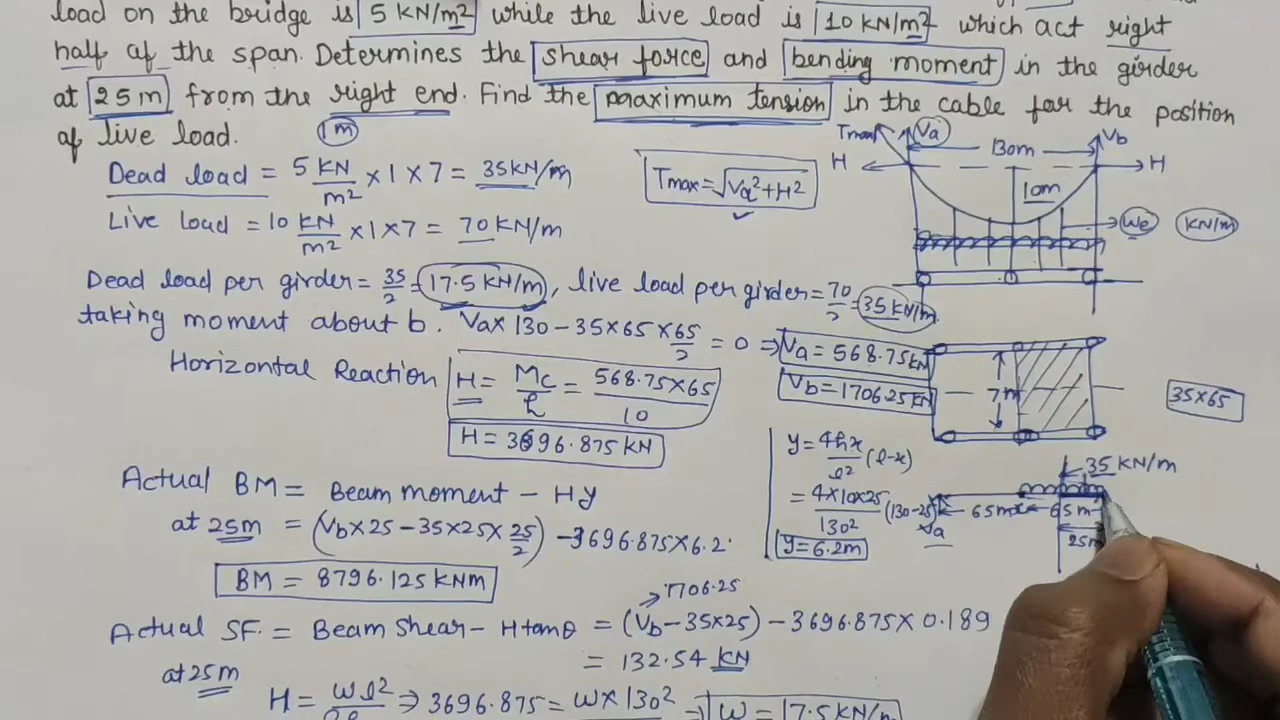 load on the bridge is 5 KN/m² while the live load is 10 KN/m² which act right
half of the span. Determines the shear force and bending moment in the girder
at 25m from the right end. Find the maximum tension in the cable for the position
of live load.
1m
Dead load = 5 KN/m² × 1 × 7 = 35 KN/m
Live load = 10 KN/m² × 1 × 7 = 70 KN/m
Tmax = √Va²+H²
Tmax Va Vb
H 130m H
10m
we KN/m
Dead load per girder = 35/2 = 17.5 KN/m, live load per girder = 70/2 = 35 KN/m.
taking moment about b. Va × 130 - 35×65×65/2 = 0 ⇒ Va = 568.75 KN
Vb = 1706.25 KN
7m
35×65
Horizontal Reaction H = Mc/h = 568.75×65/10
H = 3696.875 KN
y = 4hx/l² (l-x)
= 4×10×25/130² (130-25)
y = 6.2m
35 KN/m
65m 65m
Va
25m
Actual BM = Beam moment - Hy
at 25m = (Vb×25 - 35×25×25/2) - 3696.875×6.2
BM = 8796.125 KNM
1706.25
Actual SF. = Beam Shear - H tanθ = (Vb - 35×25) - 3696.875 × 0.189
at 25m = 132.54 KN
H = wl² ⇒ 3696.875 = w×130² ⇒ w = 17.5 KN/m